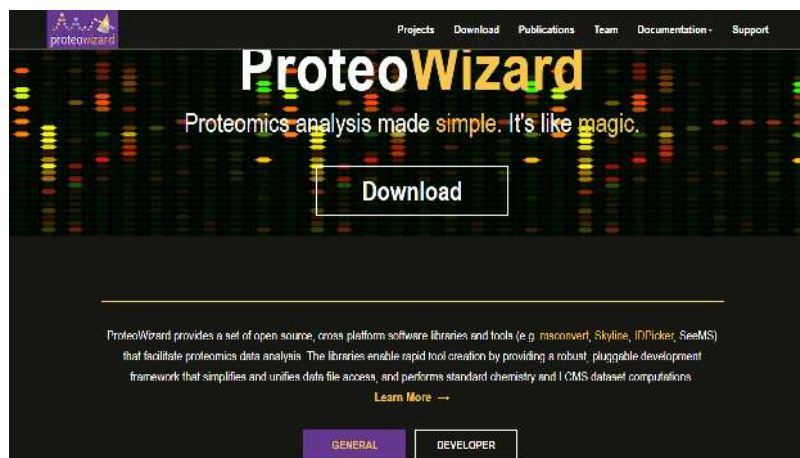 proteowizard
Projects Download Publications Team Documentation Support
ProteoWizard
Proteomics analysis made simple. It's like magic.
Download
ProteoWizard provides a set of open source, cross platform software libraries and tools (e.g. msconvert, Skyline, IDPicker, SeeMS)
that facilitate proteomics data analysis. The libraries enable rapid tool creation by providing a robust, pluggable development
framework that simplifies and unifies data file access, and performs standard chemistry and LCMS dataset computations.
Learn More →
GENERAL DEVELOPER